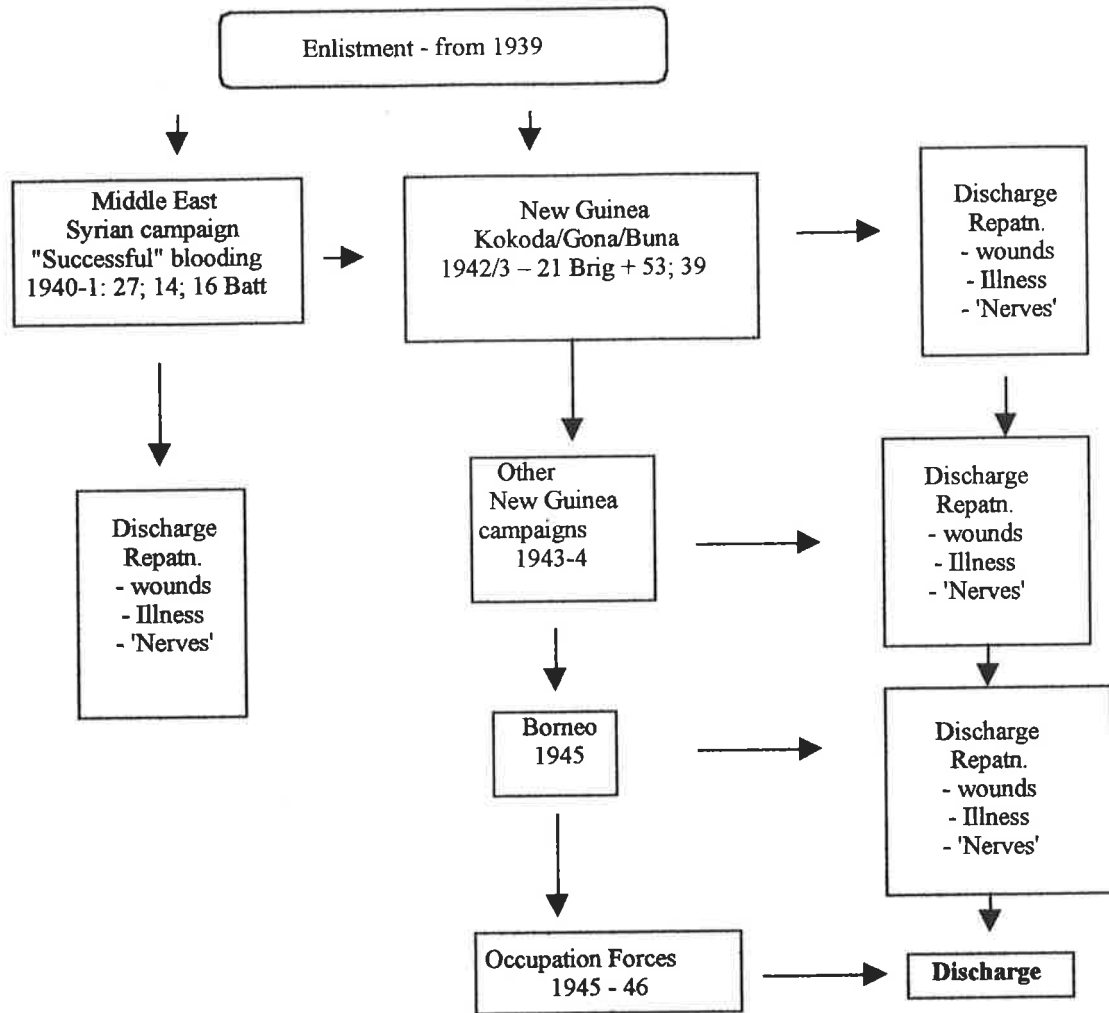 Enlistment - from 1939
Middle East
Syrian campaign
"Successful" blooding
1940-1: 27; 14; 16 Batt
New Guinea
Kokoda/Gona/Buna
1942/3 – 21 Brig + 53; 39
Discharge
Repatn.
- wounds
- Illness
- 'Nerves'
Discharge
Repatn.
- wounds
- Illness
- 'Nerves'
Other
New Guinea
campaigns
1943-4
Discharge
Repatn.
- wounds
- Illness
- 'Nerves'
Borneo
1945
Discharge
Repatn.
- wounds
- Illness
- 'Nerves'
Occupation Forces
1945 - 46
Discharge